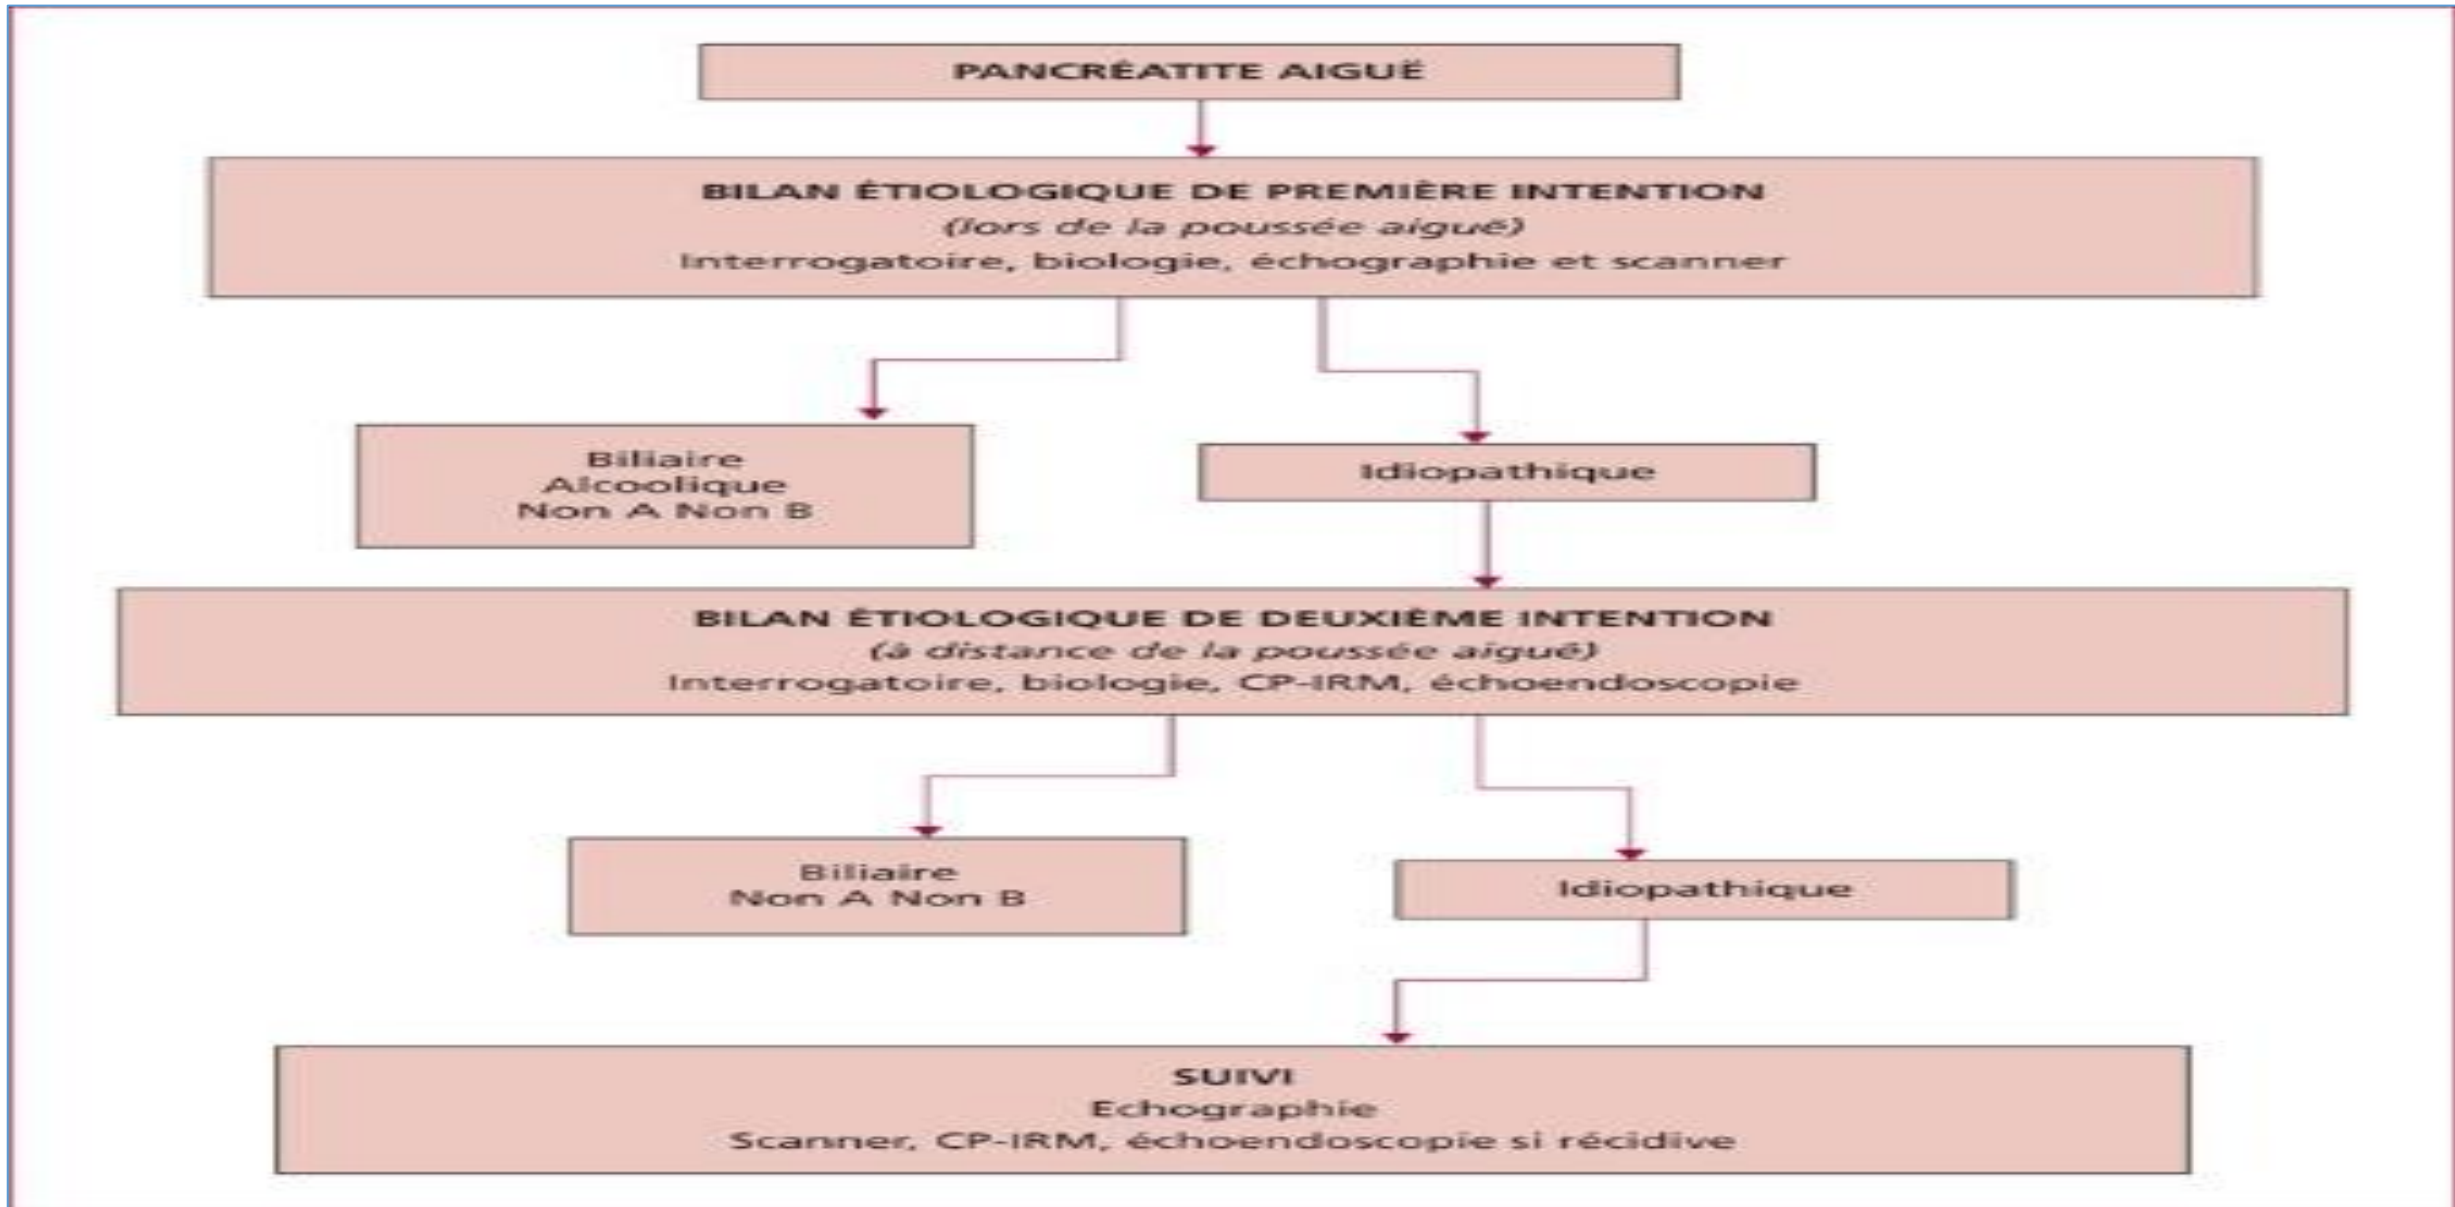 PANCRÉATITE AIGUË
BILAN ÉTIOLOGIQUE DE PREMIÈRE INTENTION
(lors de la poussée aiguë)
Interrogatoire, biologie, échographie et scanner
Biliaire
Alcoolique
Non A Non B
Idiopathique
BILAN ÉTIOLOGIQUE DE DEUXIÈME INTENTION
(à distance de la poussée aiguë)
Interrogatoire, biologie, CP-IRM, échoendoscopie
Biliaire
Non A Non B
Idiopathique
SUIVI
Echographie
Scanner, CP-IRM, échoendoscopie si récidive